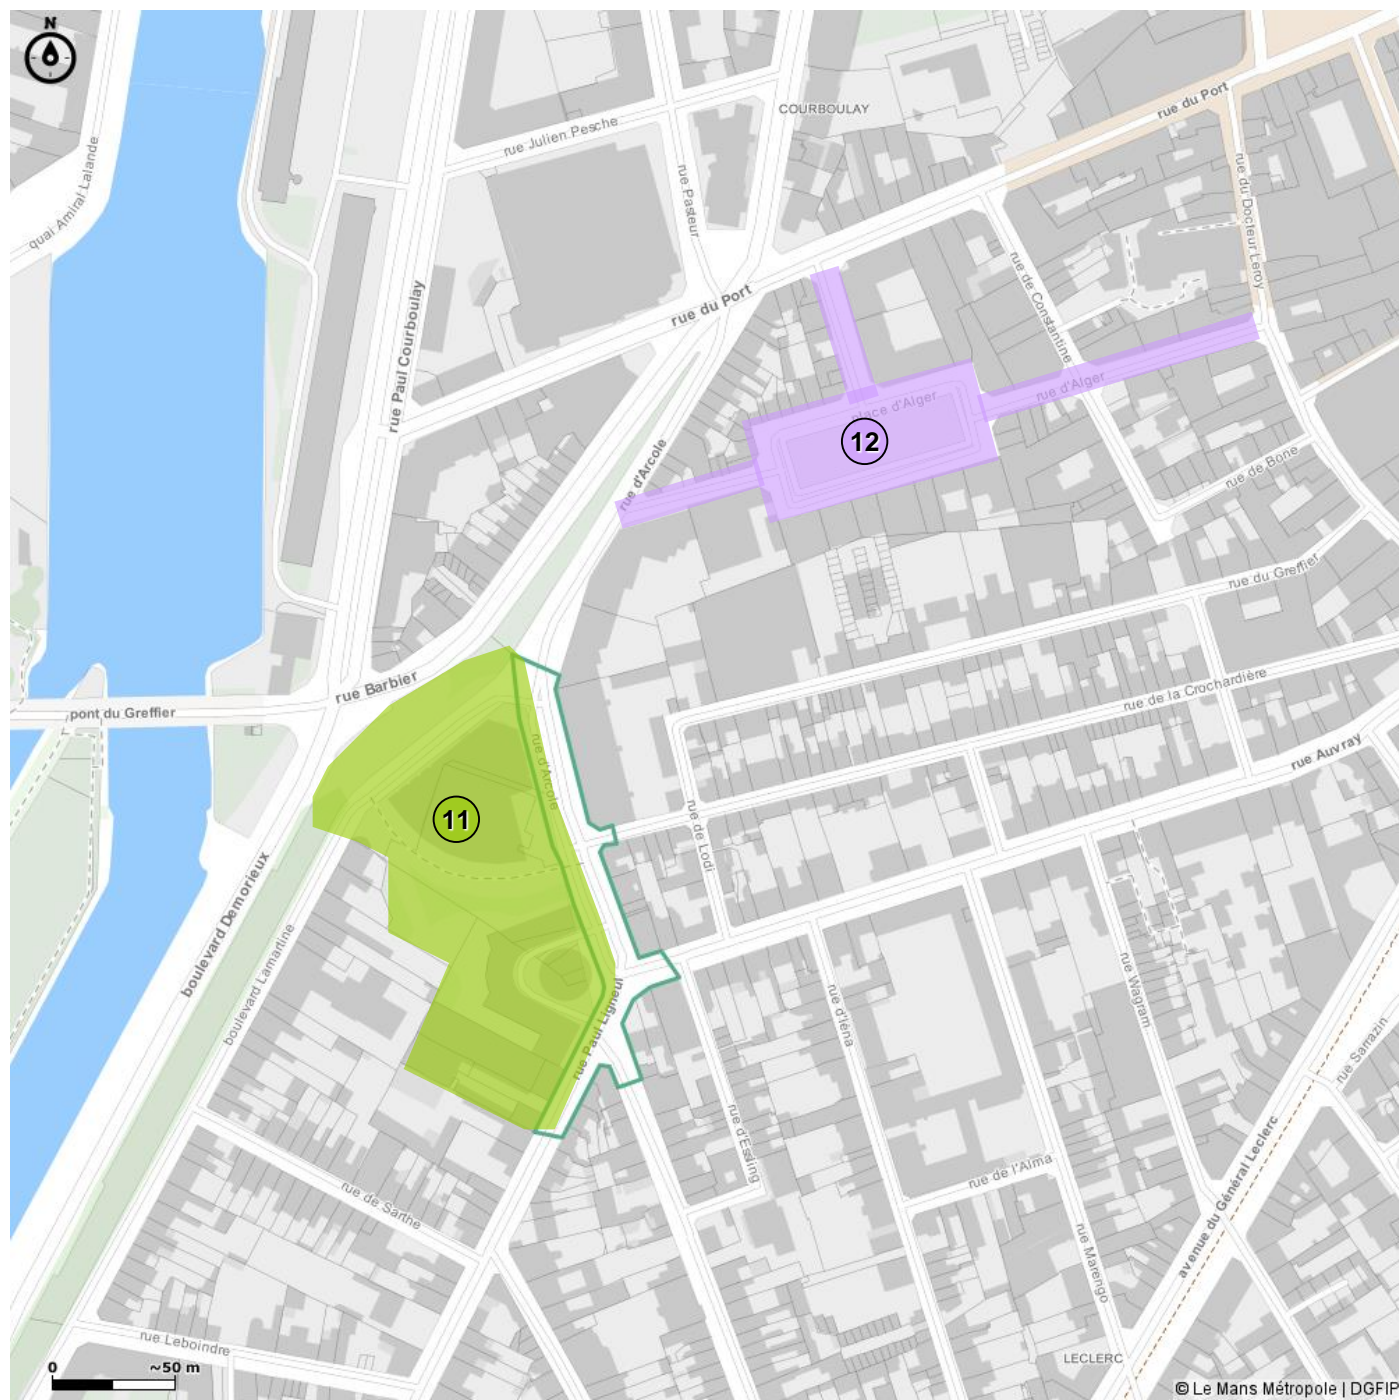 N
COURBOULAY
rue du Port
rue Julien Pesche
quai Amiral Lalande
rue Pasteur
rue du Docteur Leroy
rue de Constantine
rue du Port
rue Paul Courboulay
rue d'Alger
place d'Alger
12
rue d'Arcole
rue de Bone
rue du Greffier
rue de la Crochardière
rue Barbier
pont du Greffier
rue Auvray
rue d'Arcole
11
rue de Lodi
boulevard Demorieux
boulevard Lamartine
rue Wagram
rue d'Iéna
rue Paul Ligneul
rue Sarrazin
rue d'Essling
avenue du Général Leclerc
rue de l'Alma
rue de Sarthe
rue Marengo
rue Leboindre
LECLERC
0 ~50 m
© Le Mans Métropole | DGFIP